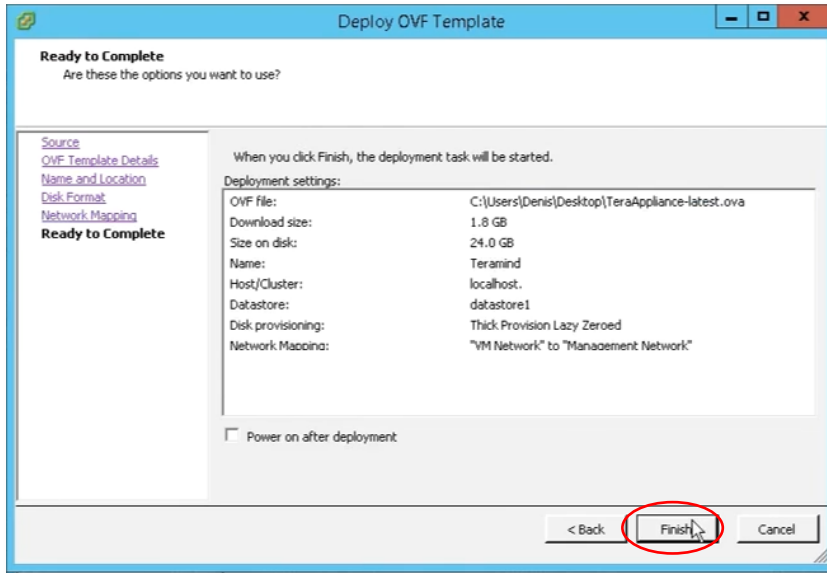 Deploy OVF Template
Ready to Complete
Are these the options you want to use?
Source
OVF Template Details
Name and Location
Disk Format
Network Mapping
Ready to Complete
When you click Finish, the deployment task will be started.
Deployment settings:
OVF file: C:\Users\Denis\Desktop\TeraAppliance-latest.ova
Download size: 1.8 GB
Size on disk: 24.0 GB
Name: Teramind
Host/Cluster: localhost.
Datastore: datastore1
Disk provisioning: Thick Provision Lazy Zeroed
Network Mapping: "VM Network" to "Management Network"
Power on after deployment
< Back Finish Cancel